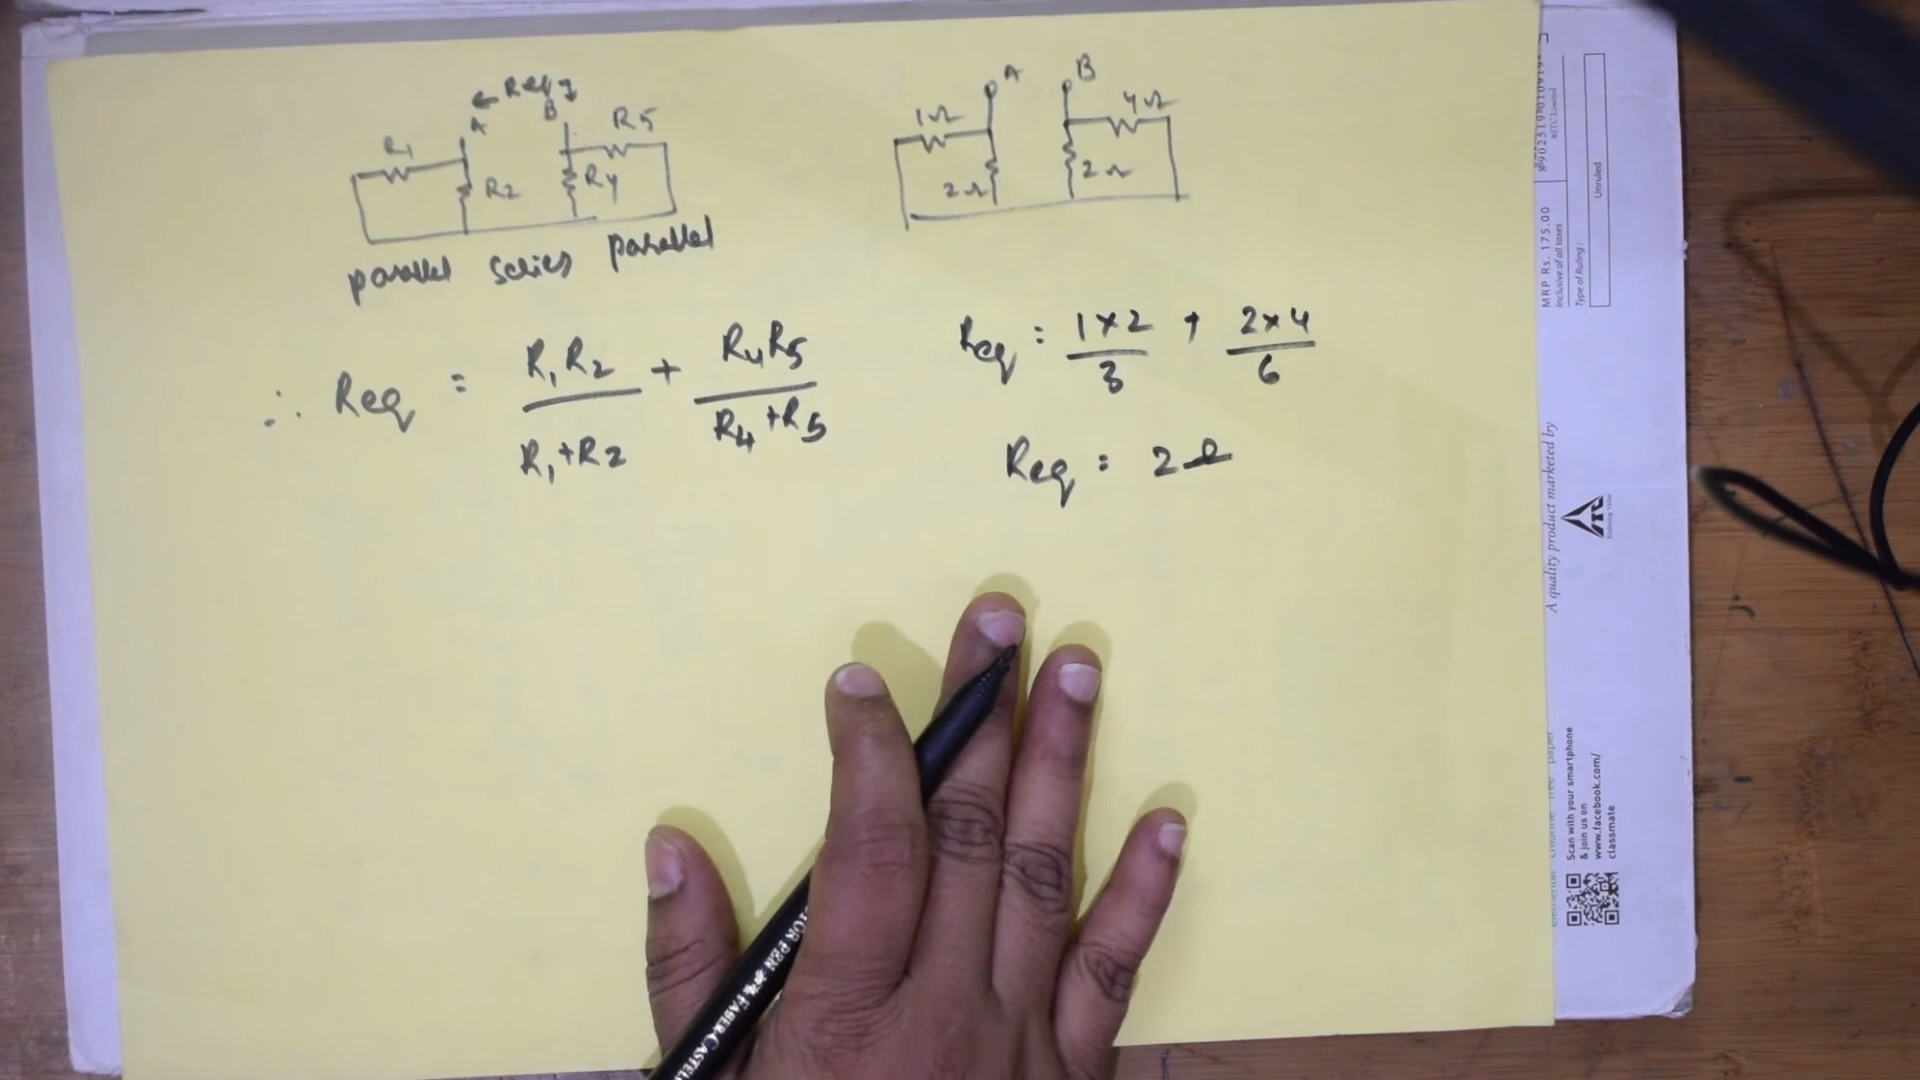 ← Req ↴
A B
R1 R5
R2 R4
parallel series parallel
∴ Req = R1R2/R1+R2 + R4R5/R4+R5
A B
1Ω 4Ω
2Ω 2Ω
Req = 1×2/3 + 2×4/6
Req = 2Ω
MRP Rs. 175.00
Inclusive of all taxes
Type of Ruling:
Unruled
A quality product marketed by
ITC Limited
ITC
Scan with your smartphone
& join us on
www.facebook.com/
classmate
FABER-CASTELL